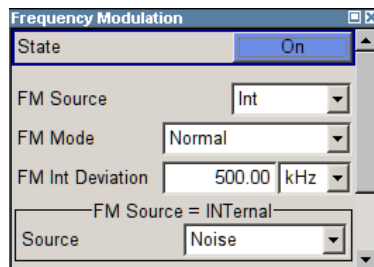 Frequency Modulation
State On
FM Source Int
FM Mode Normal
FM Int Deviation 500.00 kHz
FM Source = INTernal
Source Noise